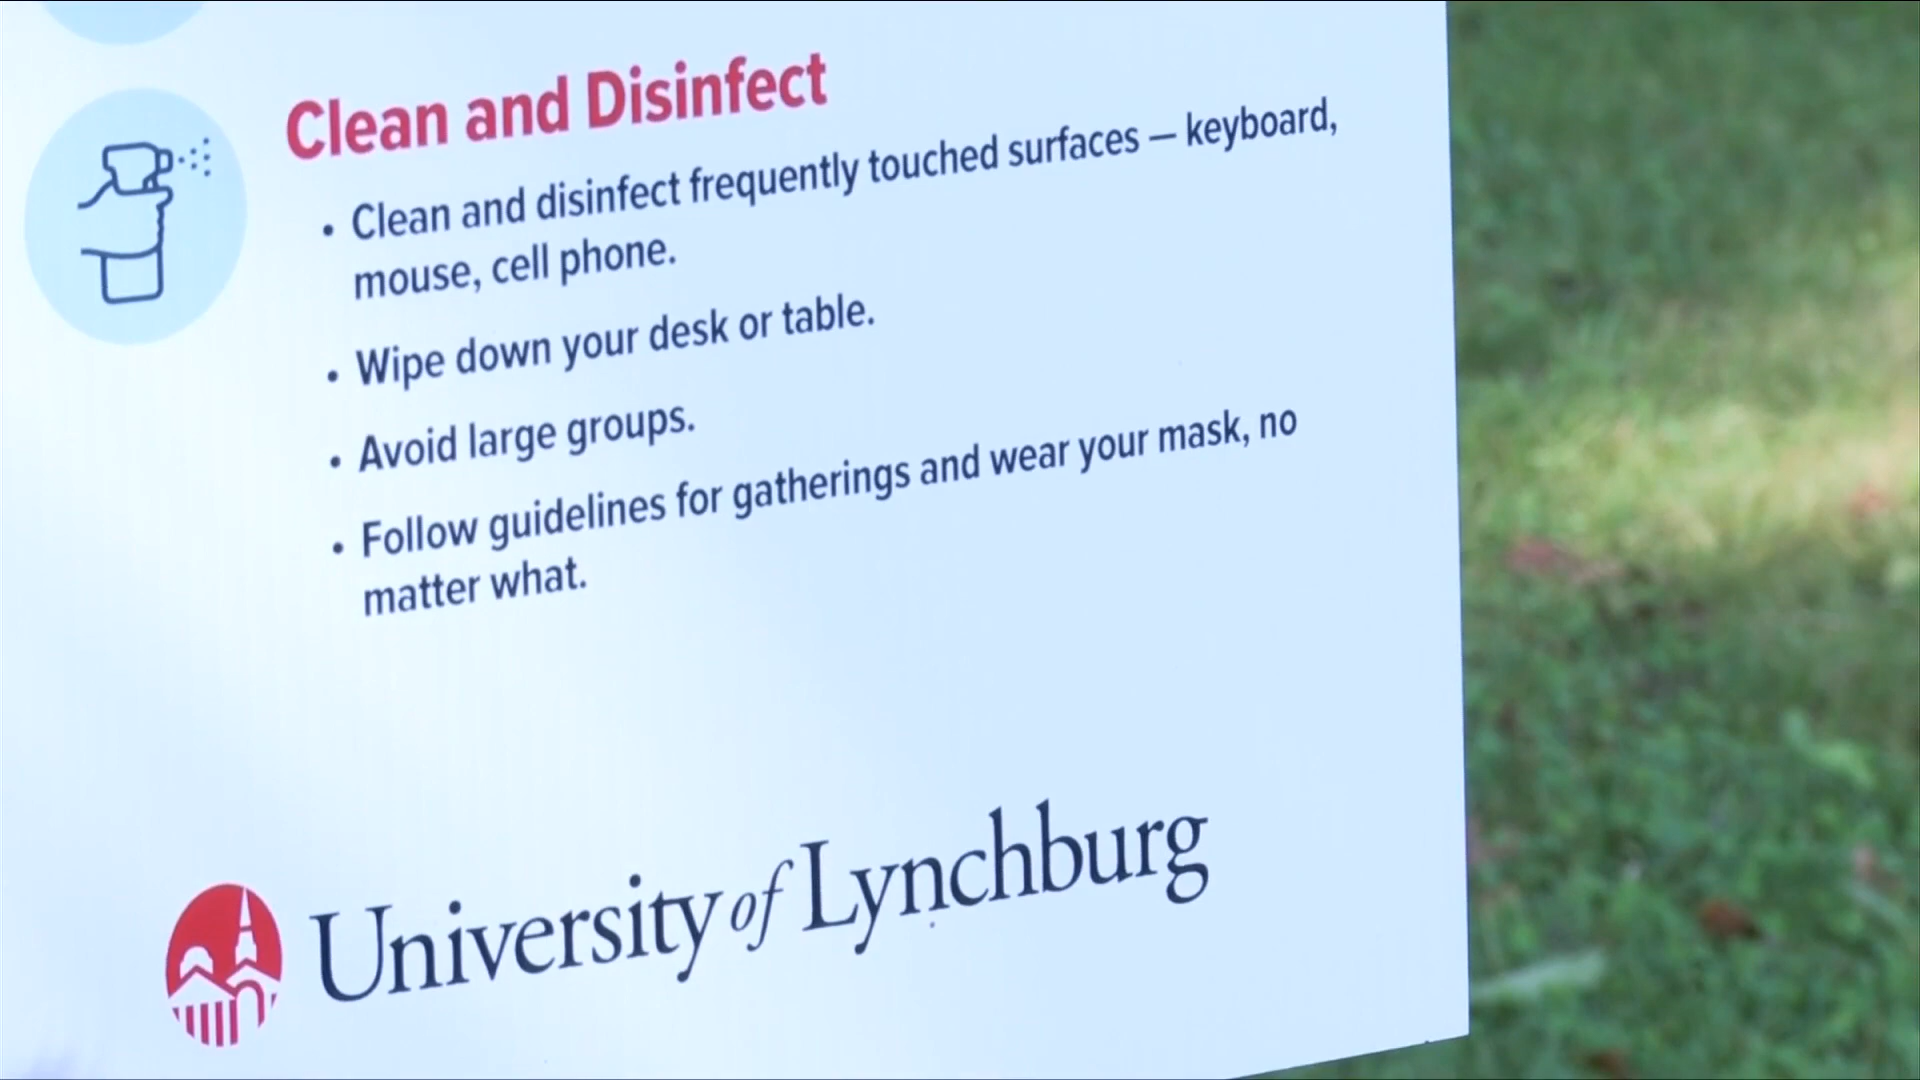 Clean and Disinfect
• Clean and disinfect frequently touched surfaces — keyboard,
mouse, cell phone.
• Wipe down your desk or table.
• Avoid large groups.
• Follow guidelines for gatherings and wear your mask, no
matter what.
University of Lynchburg